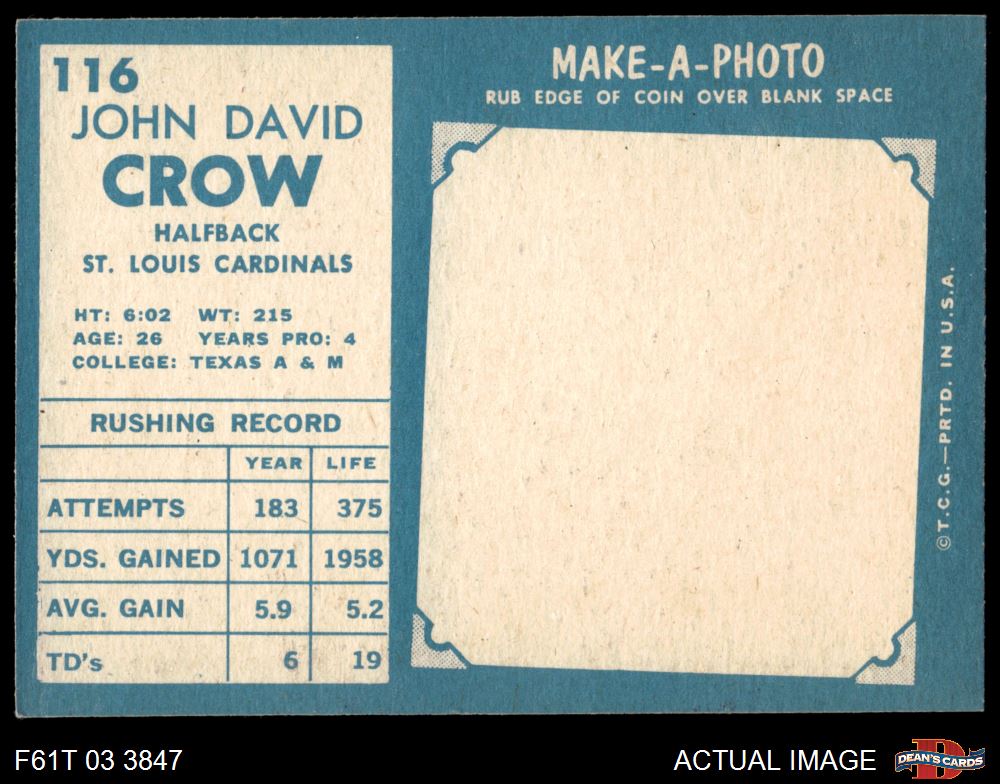 116
JOHN DAVID
CROW
HALFBACK
ST. LOUIS CARDINALS
HT: 6:02 WT: 215
AGE: 26 YEARS PRO: 4
COLLEGE: TEXAS A & M
RUSHING RECORD
YEAR LIFE
ATTEMPTS 183 375
YDS. GAINED 1071 1958
AVG. GAIN 5.9 5.2
TD's 6 19
MAKE-A-PHOTO
RUB EDGE OF COIN OVER BLANK SPACE
©T.C.G.—PRTD. IN U.S.A.
F61T 03 3847
ACTUAL IMAGE
D
DEAN'S CARDS